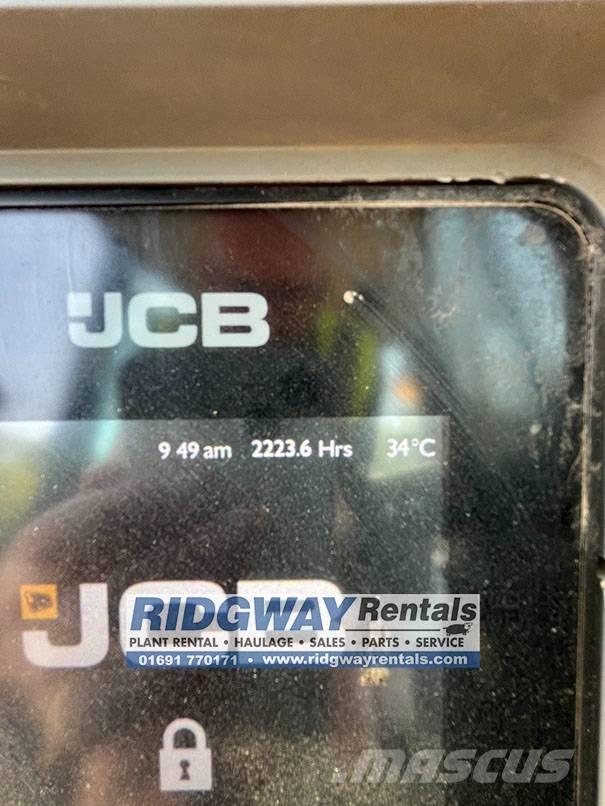 JCB
9 49 am 2223.6 Hrs 34°C
JCB
RIDGWAY Rentals
PLANT RENTAL • HAULAGE • SALES • PARTS • SERVICE
01691 770171 • www.ridgwayrentals.com
MASCUS